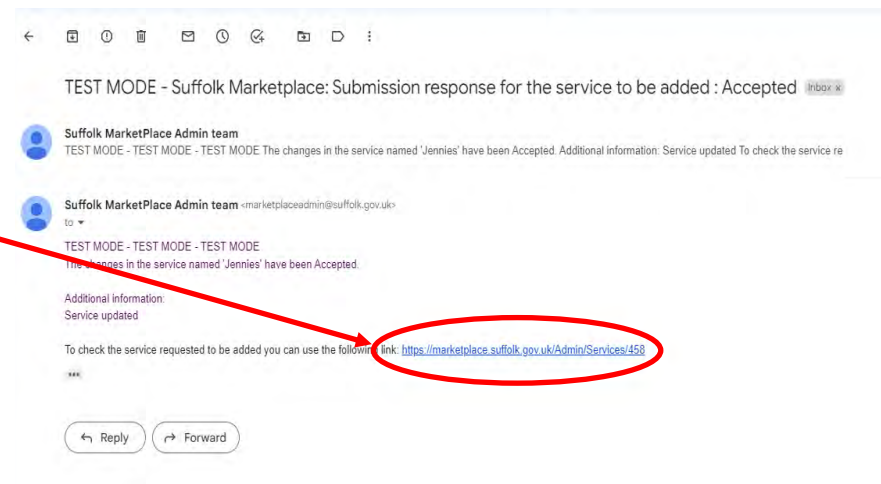 TEST MODE - Suffolk Marketplace: Submission response for the service to be added : Accepted Inbox x
Suffolk MarketPlace Admin team
TEST MODE - TEST MODE - TEST MODE The changes in the service named 'Jennies' have been Accepted. Additional information: Service updated To check the service re
Suffolk MarketPlace Admin team <marketplaceadmin@suffolk.gov.uk>
to
TEST MODE - TEST MODE - TEST MODE
The changes in the service named 'Jennies' have been Accepted.
Additional information:
Service updated
To check the service requested to be added you can use the following link: https://marketplace.suffolk.gov.uk/Admin/Services/458
Reply
Forward